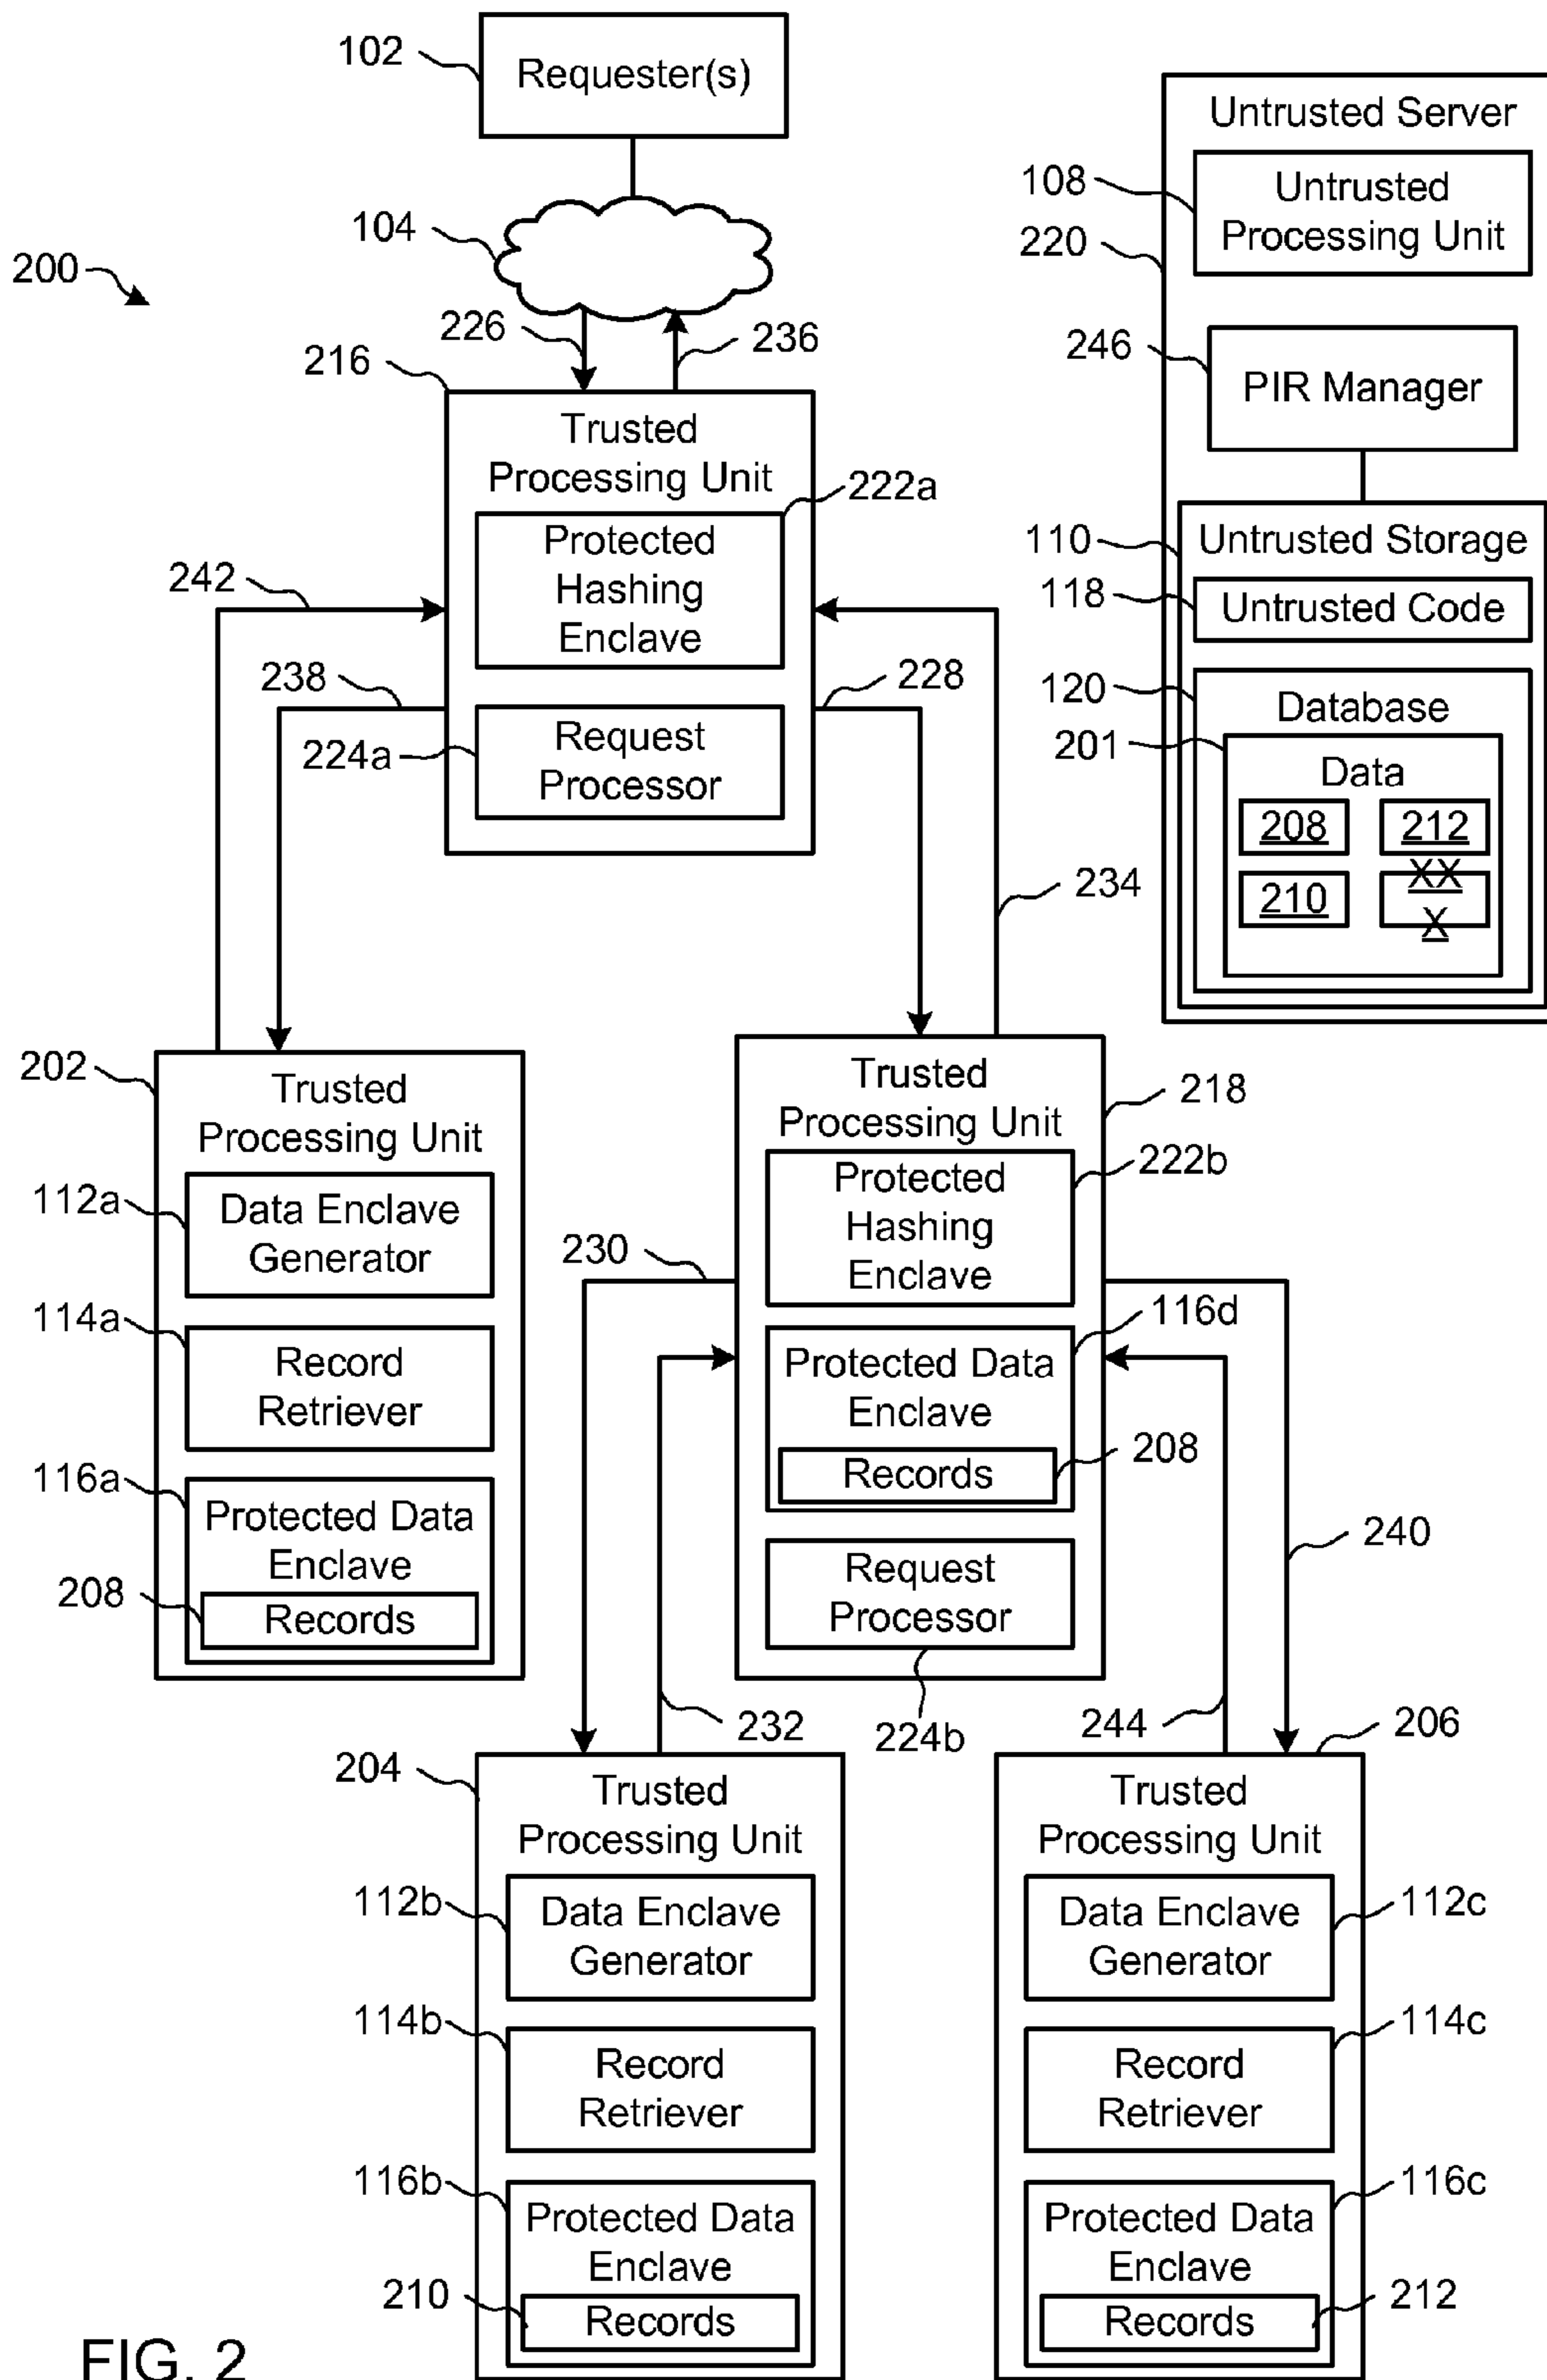 102
Requester(s)
104
200
226
236
216
Trusted
Processing Unit
222a
Protected
Hashing
Enclave
242
238
228
224a
Request
Processor
234
Untrusted Server
108
Untrusted
Processing Unit
220
246
PIR Manager
110
Untrusted Storage
118
Untrusted Code
120
Database
201
Data
208
212
210
XX
X
202
Trusted
Processing Unit
112a
Data Enclave
Generator
114a
Record
Retriever
116a
Protected Data
Enclave
208
Records
Trusted
Processing Unit
218
222b
Protected
Hashing
Enclave
230
116d
Protected Data
Enclave
208
Records
240
Request
Processor
232
224b
244
206
204
Trusted
Processing Unit
112b
Data Enclave
Generator
114b
Record
Retriever
116b
Protected Data
Enclave
210
Records
Trusted
Processing Unit
112c
Data Enclave
Generator
114c
Record
Retriever
116c
Protected Data
Enclave
212
Records
FIG. 2